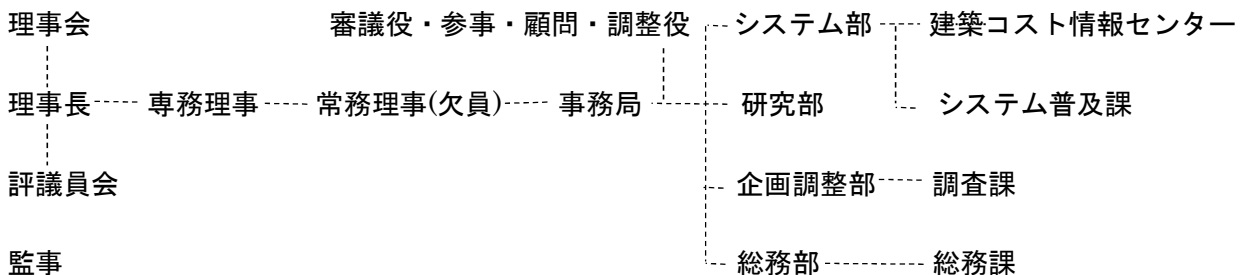 理事会 審議役・参事・顧問・調整役 システム部 建築コスト情報センター
理事長 専務理事 常務理事(欠員) 事務局 研究部 システム普及課
評議員会 企画調整部 調査課
監事 総務部 総務課